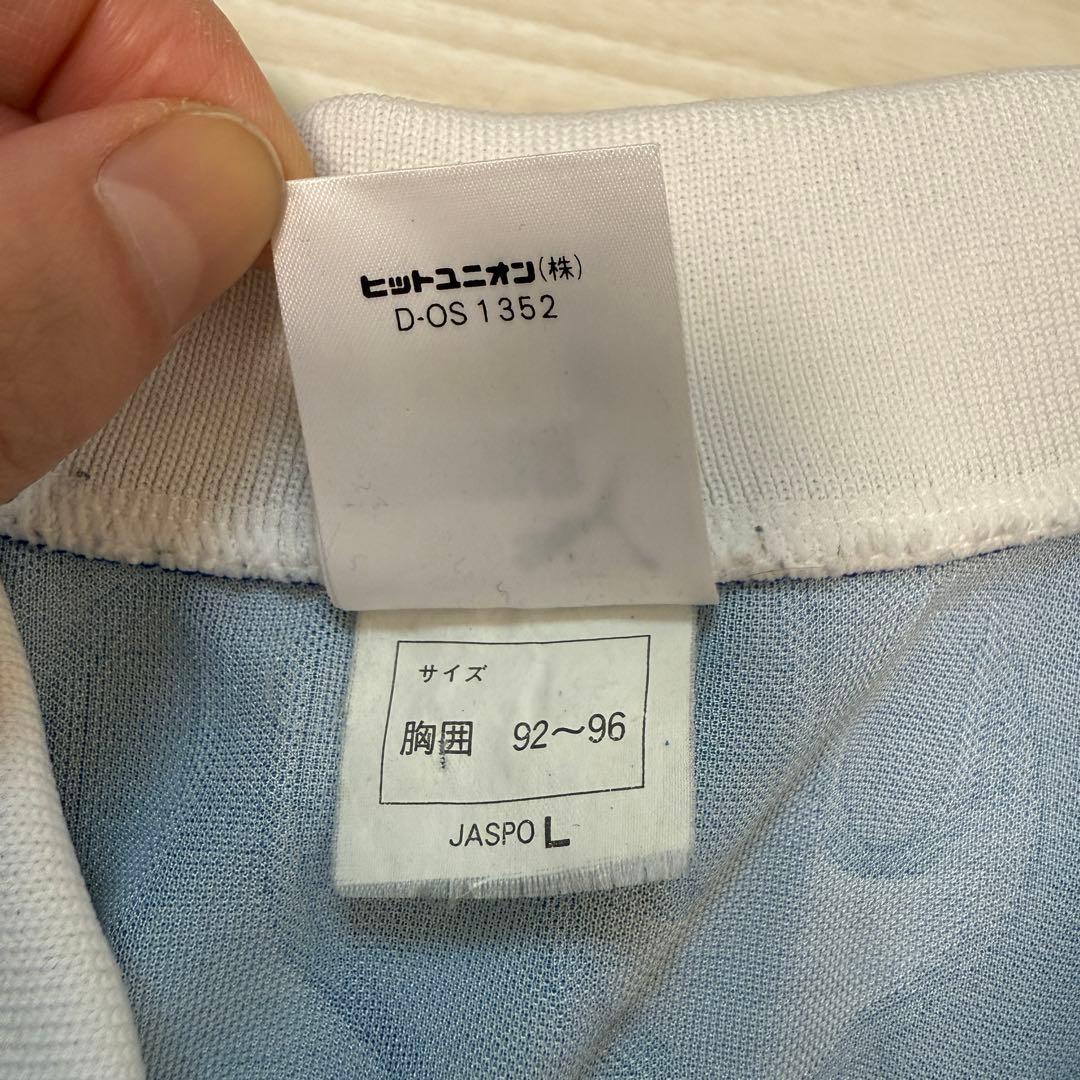 ヒットユニオン(株)
D-OS 1352
サイズ
胸囲 92～96
JASPO L